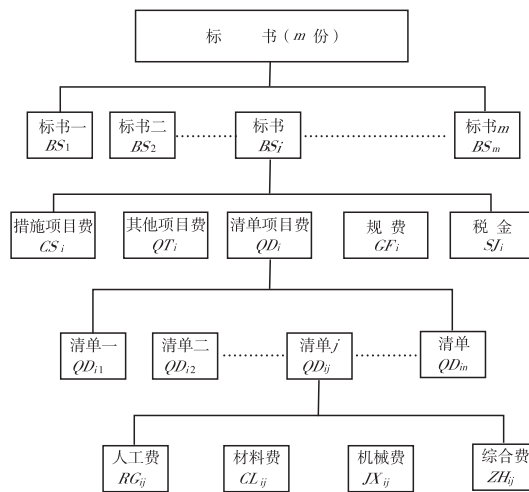 标 书(m 份)
标书一 标书二 标书 标书m
BS1 BS2 BSi BSm
措施项目费 其他项目费 清单项目费 规 费 税 金
CSi QTi QDi GFi SJi
清单一 清单二 清单j 清单
QDi1 QDi2 QDij QDin
人工费 材料费 机械费 综合费
RGij CLij JXij ZHij